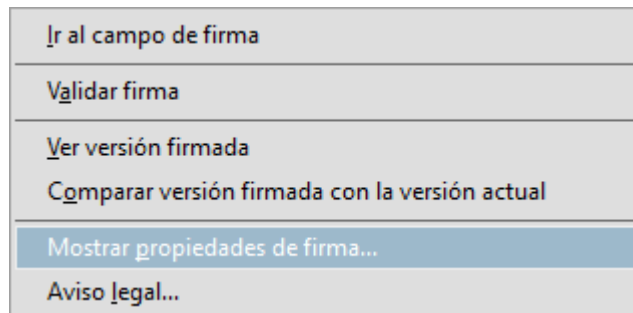 Ir al campo de firma
Validar firma
Ver versión firmada
Comparar versión firmada con la versión actual
Mostrar propiedades de firma...
Aviso legal...